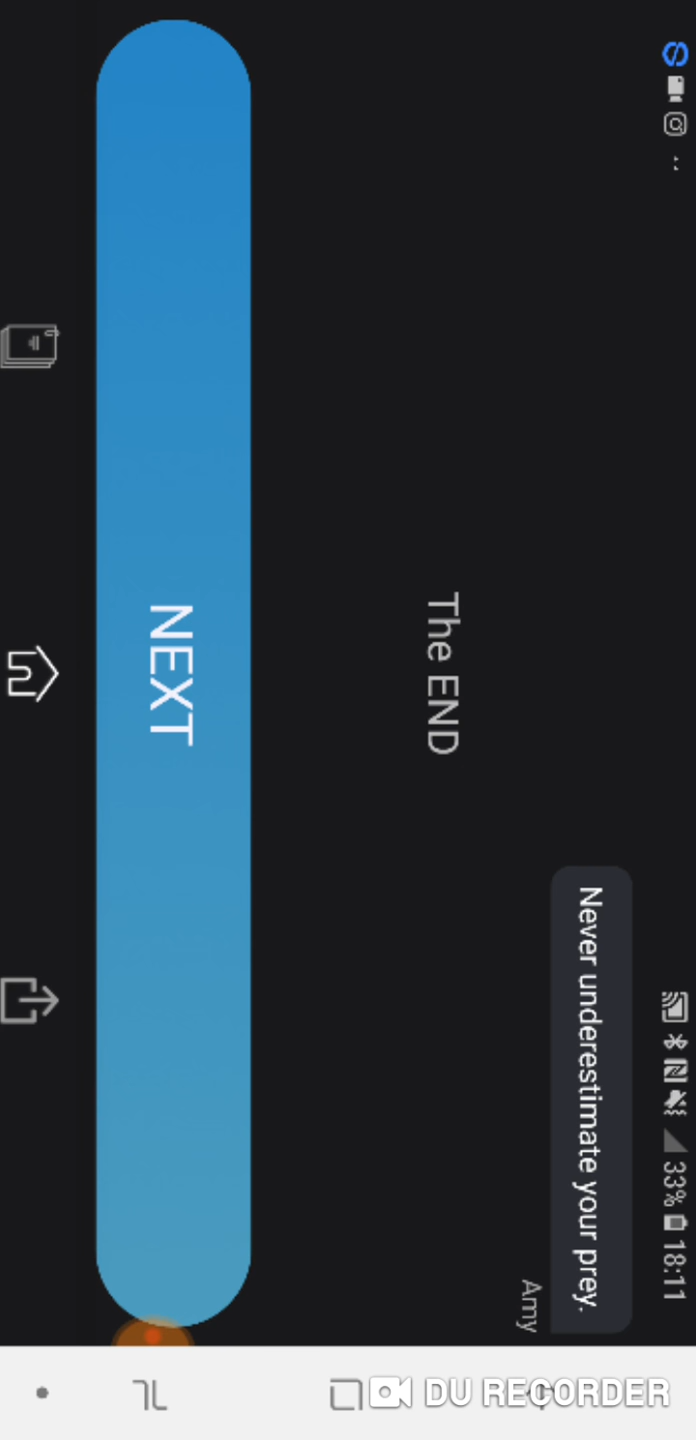 33% 18:11
Never underestimate your prey.
Amy
The END
NEXT
DU RECORDER